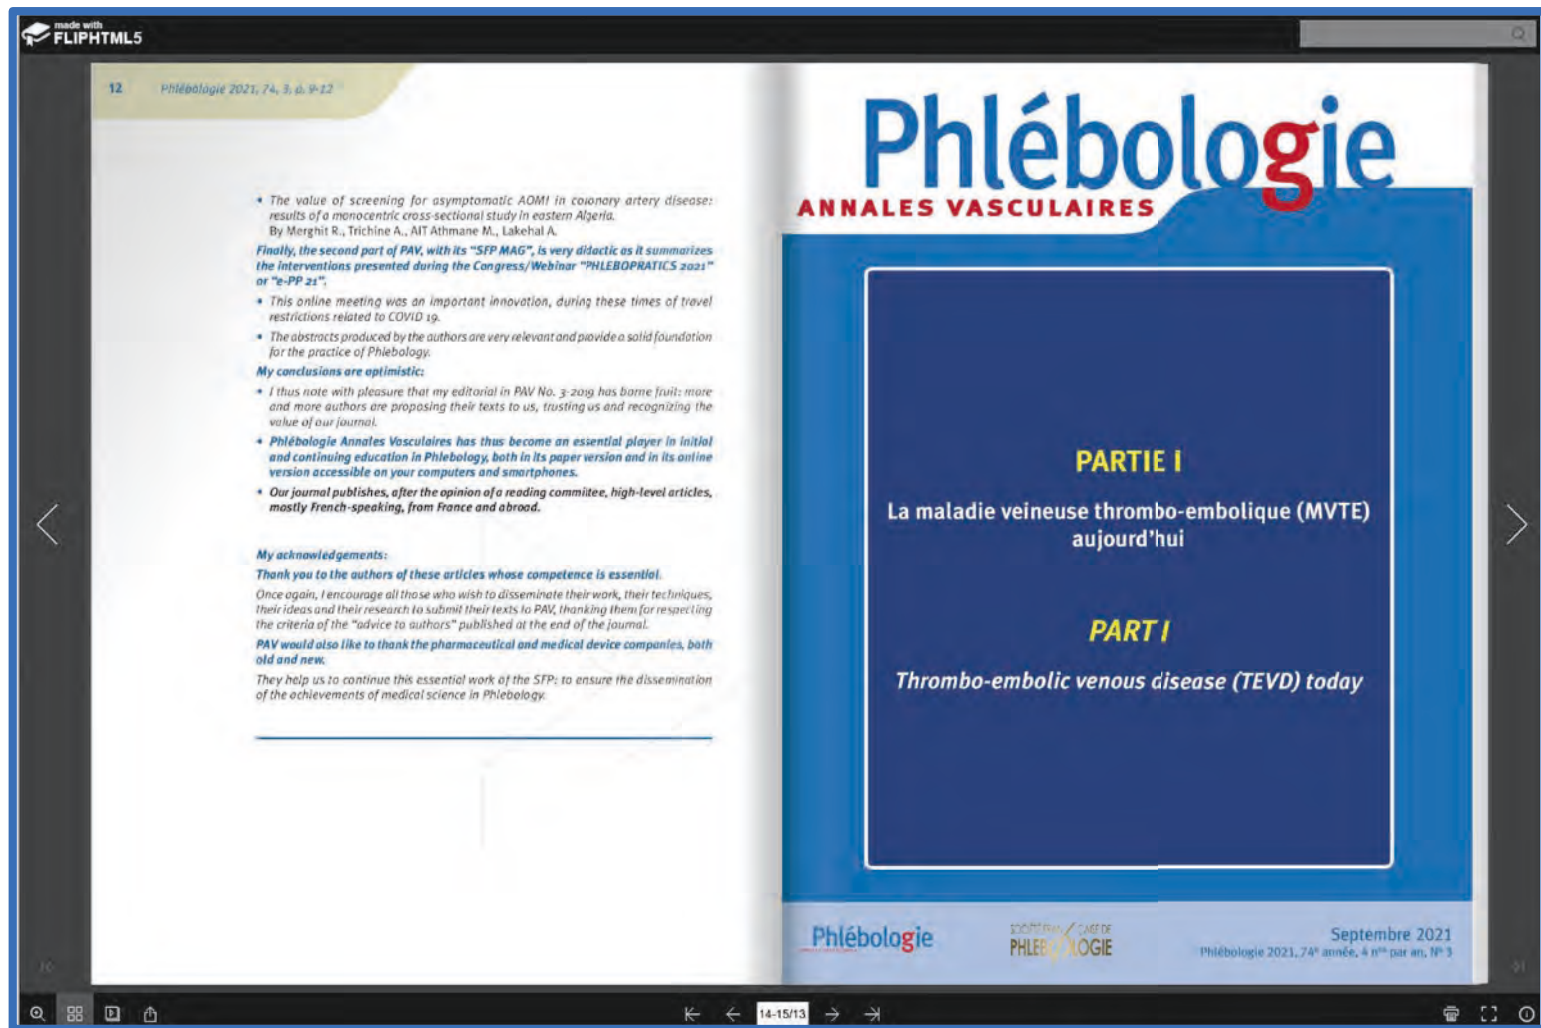 made with
FLIPHTML5
12 Phlébologie 2021, 74, 3, p. 9-12
• The value of screening for asymptomatic AOMI in coronary artery disease:
results of a monocentric cross-sectional study in eastern Algeria.
By Merghit R., Trichine A., AIT Athmane M., Lakehal A.
Finally, the second part of PAV, with its "SFP MAG", is very didactic as it summarizes
the interventions presented during the Congress/Webinar "PHLEBOPRATICS 2021"
or "e-PP 21".
• This online meeting was an important innovation, during these times of travel
restrictions related to COVID 19.
• The abstracts produced by the authors are very relevant and provide a solid foundation
for the practice of Phlebology.
My conclusions are optimistic:
• I thus note with pleasure that my editorial in PAV No. 3-2019 has borne fruit: more
and more authors are proposing their texts to us, trusting us and recognizing the
value of our journal.
• Phlébologie Annales Vasculaires has thus become an essential player in initial
and continuing education in Phlebology, both in its paper version and in its online
version accessible on your computers and smartphones.
• Our journal publishes, after the opinion of a reading commitee, high-level articles,
mostly French-speaking, from France and abroad.
My acknowledgements:
Thank you to the authors of these articles whose competence is essential.
Once again, I encourage all those who wish to disseminate their work, their techniques,
their ideas and their research to submit their texts to PAV, thanking them for respecting
the criteria of the "advice to authors" published at the end of the journal.
PAV would also like to thank the pharmaceutical and medical device companies, both
old and new.
They help us to continue this essential work of the SFP: to ensure the dissemination
of the achievements of medical science in Phlebology.
Phlébologie
ANNALES VASCULAIRES
PARTIE I
La maladie veineuse thrombo-embolique (MVTE)
aujourd'hui
PART I
Thrombo-embolic venous disease (TEVD) today
Phlébologie
PHLEBOLOGIE
Septembre 2021
Phlébologie 2021, 74e année, 4 nos par an, N° 3
14-15/13